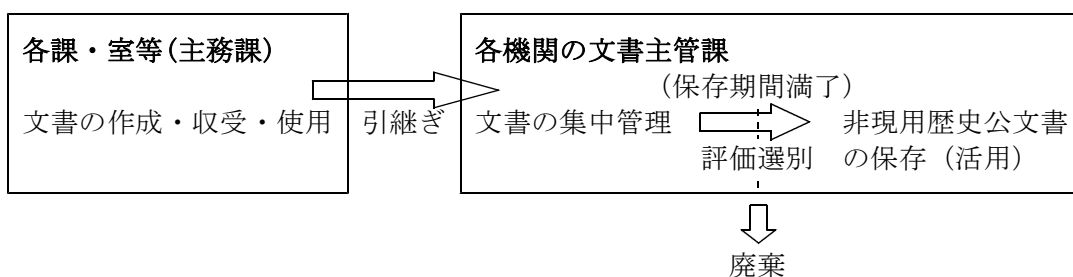 各課・室等(主務課)
文書の作成・収受・使用
引継ぎ
各機関の文書主管課
(保存期間満了)
文書の集中管理
評価選別
非現用歴史公文書
の保存(活用)
廃棄